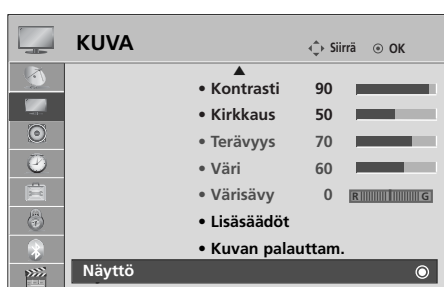 KUVA Siirrä OK
• Kontrasti 90
• Kirkkaus 50
• Terävyys 70
• Väri 60
• Värisävy 0 R G
• Lisäsäädöt
• Kuvan palauttam.
Näyttö